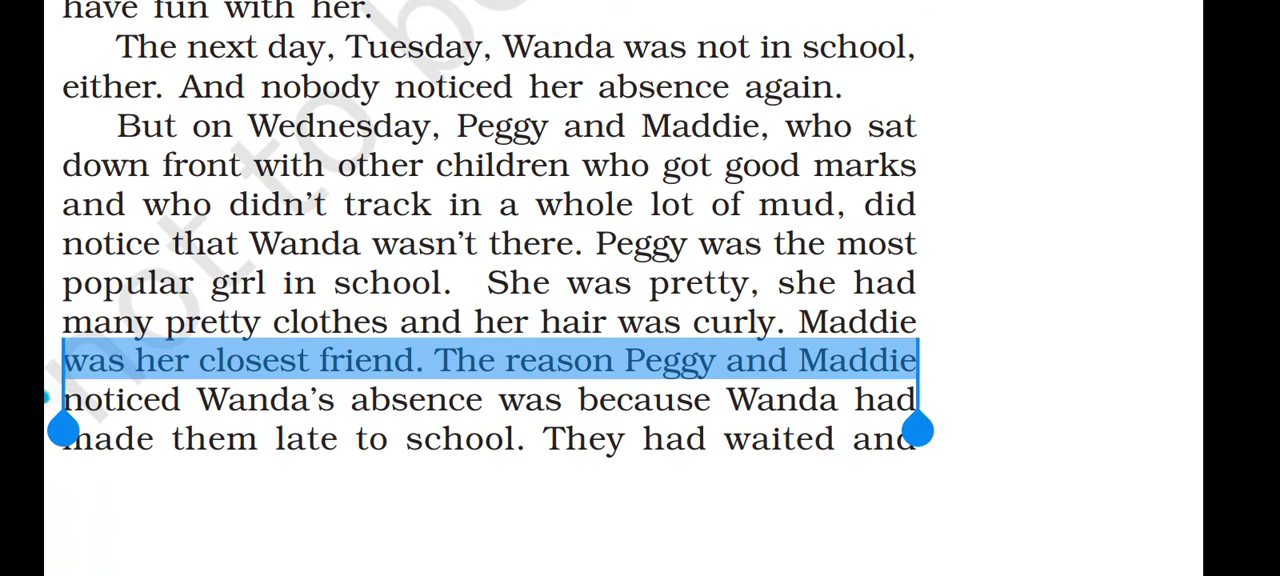 have fun with her.
The next day, Tuesday, Wanda was not in school,
either. And nobody noticed her absence again.
But on Wednesday, Peggy and Maddie, who sat
down front with other children who got good marks
and who didn't track in a whole lot of mud, did
notice that Wanda wasn't there. Peggy was the most
popular girl in school. She was pretty, she had
many pretty clothes and her hair was curly. Maddie
was her closest friend. The reason Peggy and Maddie
noticed Wanda's absence was because Wanda had
made them late to school. They had waited and
not to be